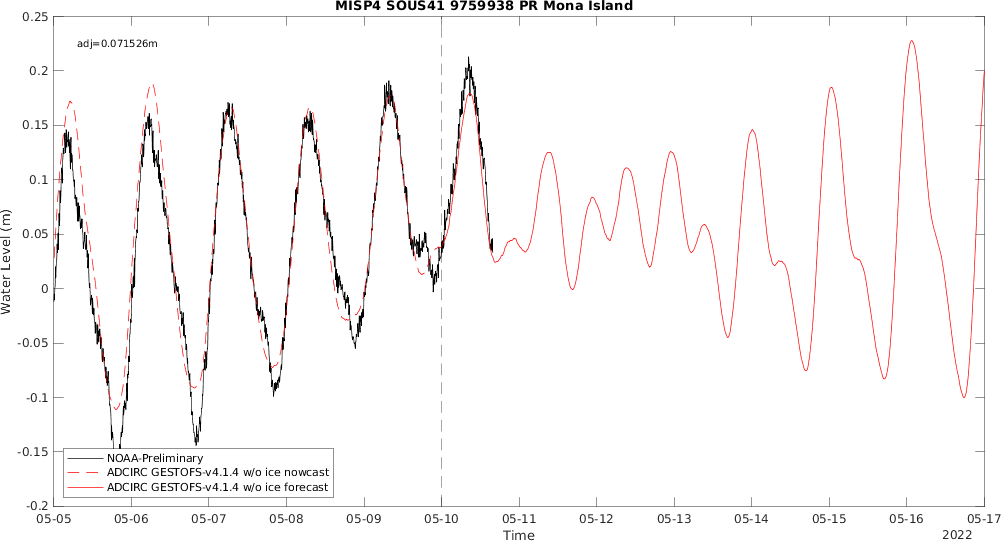 MISP4 SOUS41 9759938 PR Mona Island
adj=0.071526m
Water Level (m)
0.25
0.2
0.15
0.1
0.05
0
-0.05
-0.1
-0.15
-0.2
NOAA-Preliminary
ADCIRC GESTOFS-v4.1.4 w/o ice nowcast
ADCIRC GESTOFS-v4.1.4 w/o ice forecast
05-05 05-06 05-07 05-08 05-09 05-10 05-11 05-12 05-13 05-14 05-15 05-16 05-17
Time
2022